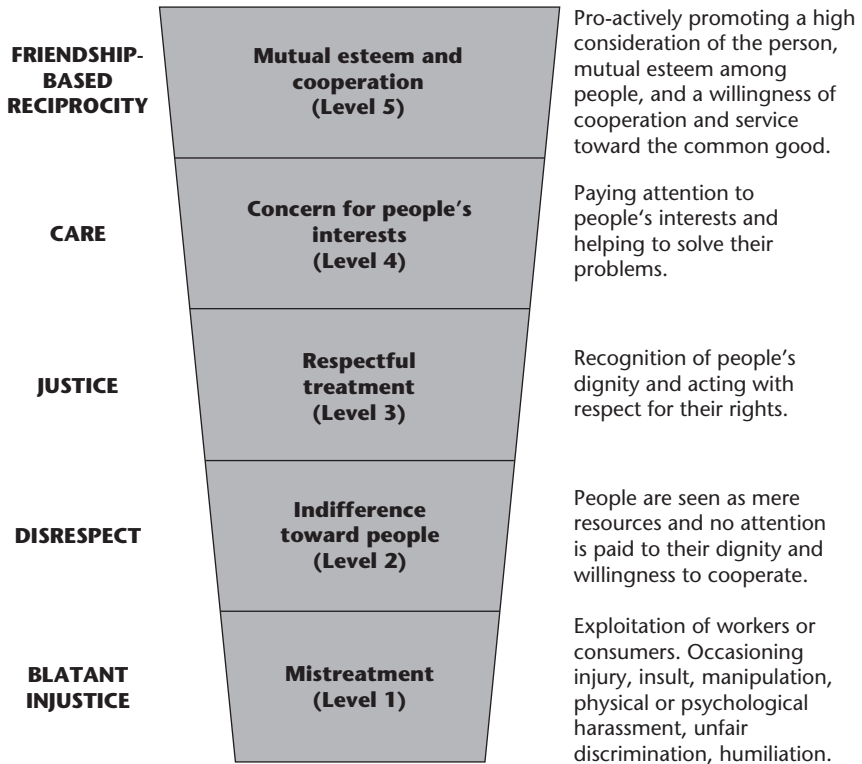 FRIENDSHIP-
BASED
RECIPROCITY
Mutual esteem and
cooperation
(Level 5)
Pro-actively promoting a high
consideration of the person,
mutual esteem among
people, and a willingness of
cooperation and service
toward the common good.
CARE
Concern for people’s
interests
(Level 4)
Paying attention to
people‘s interests and
helping to solve their
problems.
JUSTICE
Respectful
treatment
(Level 3)
Recognition of people’s
dignity and acting with
respect for their rights.
DISRESPECT
Indifference
toward people
(Level 2)
People are seen as mere
resources and no attention
is paid to their dignity and
willingness to cooperate.
BLATANT
INJUSTICE
Mistreatment
(Level 1)
Exploitation of workers or
consumers. Occasioning
injury, insult, manipulation,
physical or psychological
harassment, unfair
discrimination, humiliation.